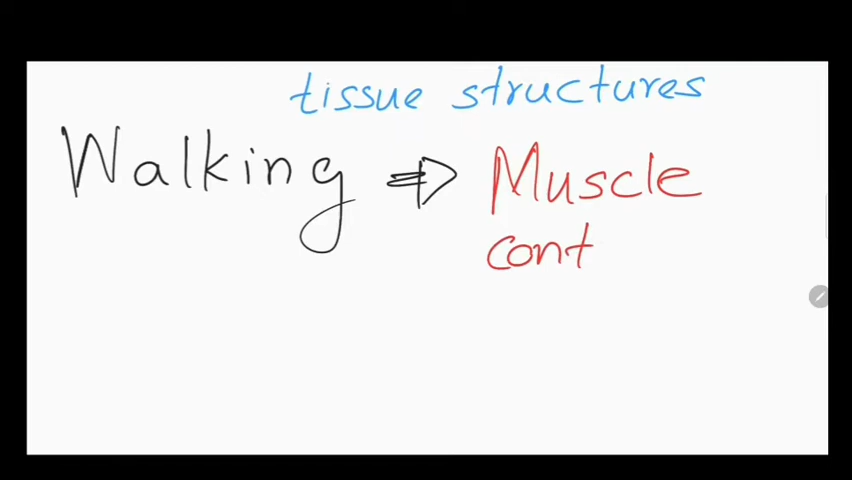 tissue structures
Walking ⇒ Muscle
cont